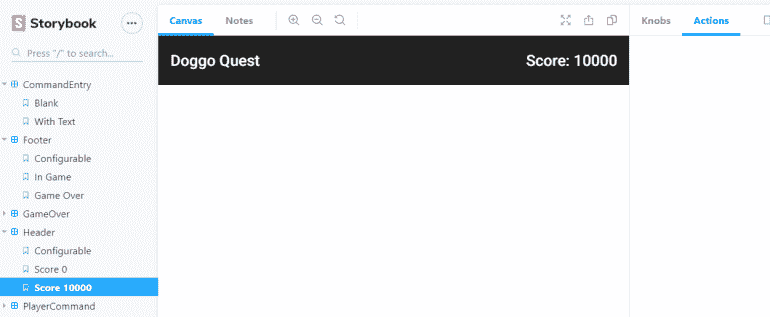 Storybook
Press "/" to search...
CommandEntry
Blank
With Text
Footer
Configurable
In Game
Game Over
GameOver
Header
Configurable
Score 0
Score 10000
PlayerCommand
Canvas Notes
Doggo Quest Score: 10000
Knobs Actions